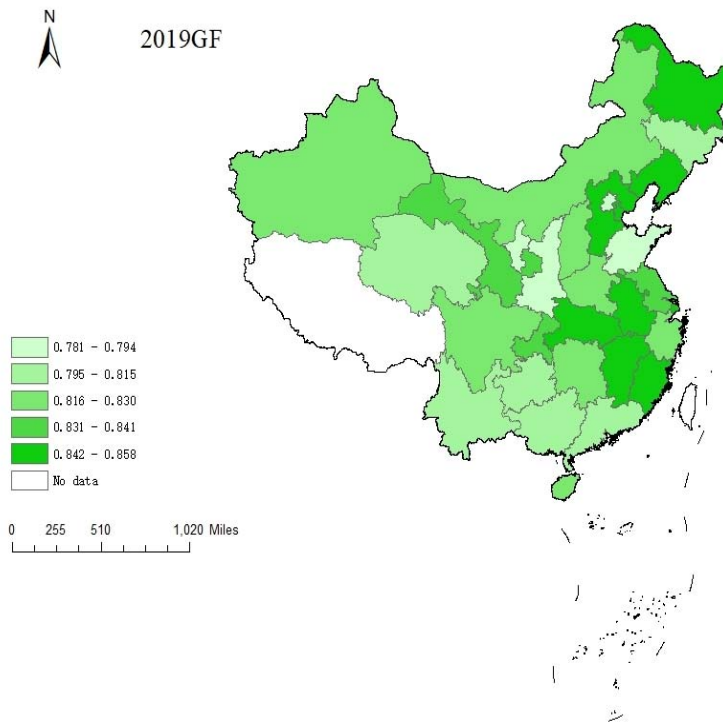 N
2019GF
0.781 - 0.794
0.795 - 0.815
0.816 - 0.830
0.831 - 0.841
0.842 - 0.858
No data
0 255 510 1,020 Miles